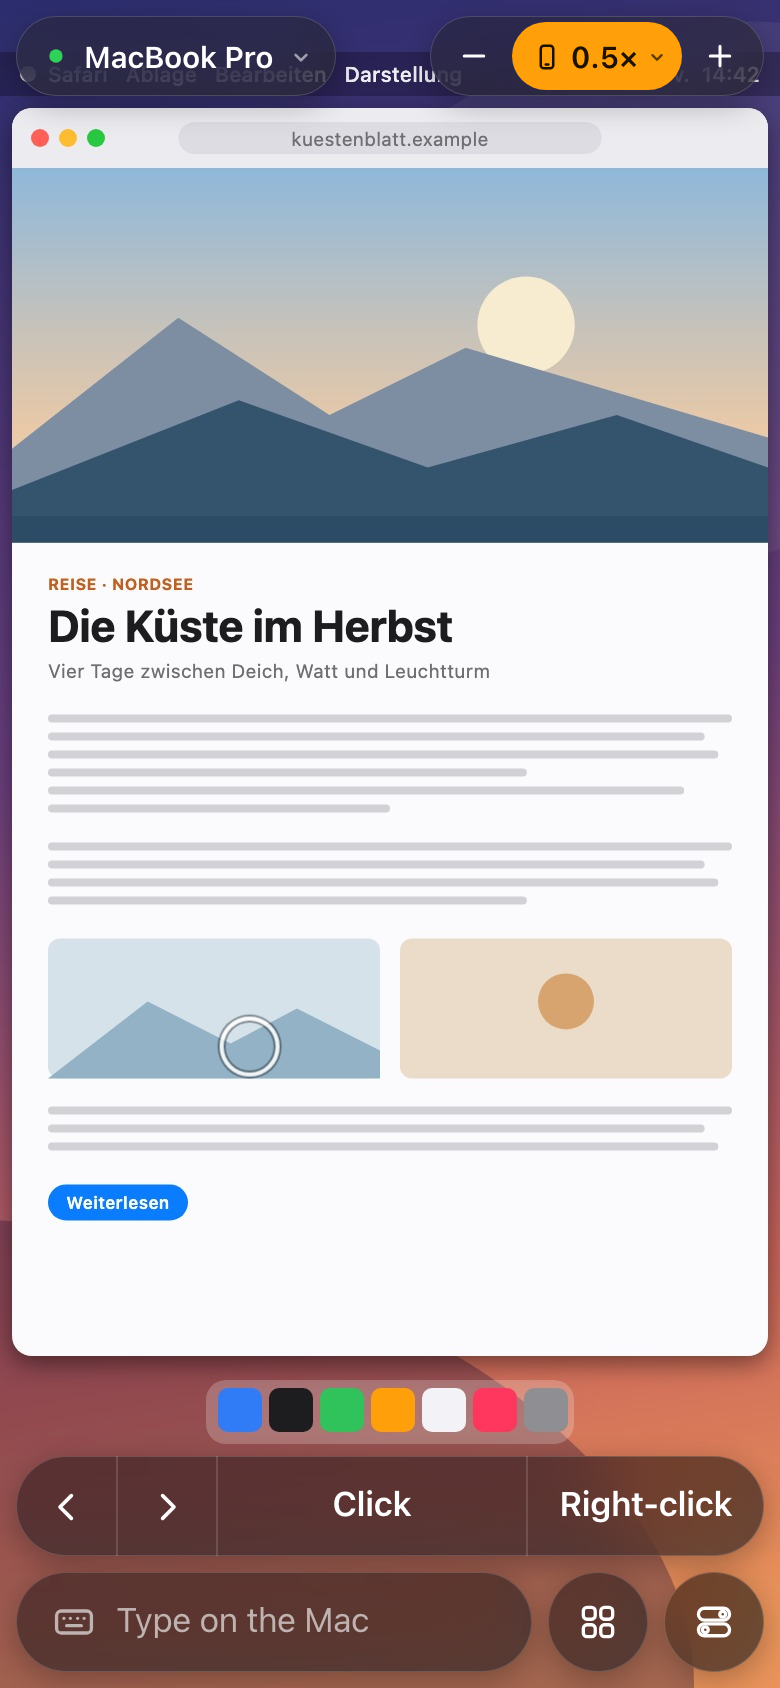 MacBook Pro
0.5×
Safari Ablage Bearbeiten Darstellung
14:42
kuestenblatt.example
REISE · NORDSEE
Die Küste im Herbst
Vier Tage zwischen Deich, Watt und Leuchtturm
Weiterlesen
Click
Right-click
Type on the Mac